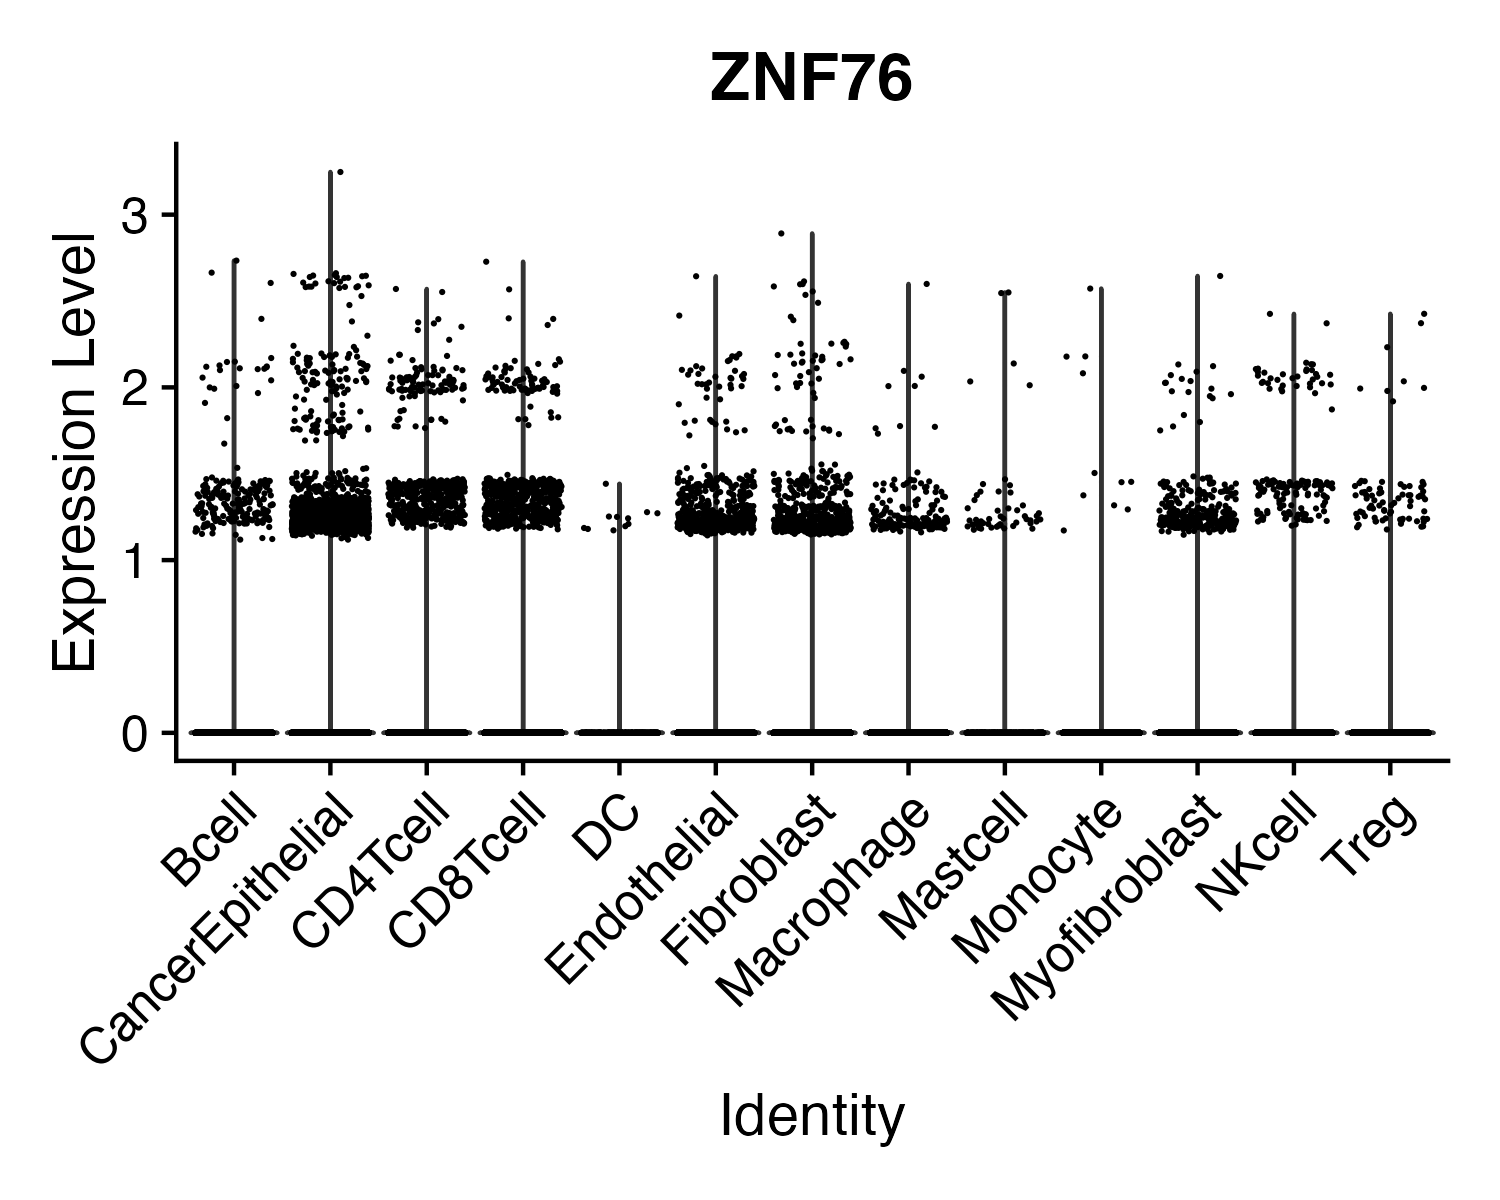 ZNF76
Expression Level
3
2
1
0
Bcell
CancerEpithelial
CD4Tcell
CD8Tcell
DC
Endothelial
Fibroblast
Macrophage
Mastcell
Monocyte
Myofibroblast
NKcell
Treg
Identity